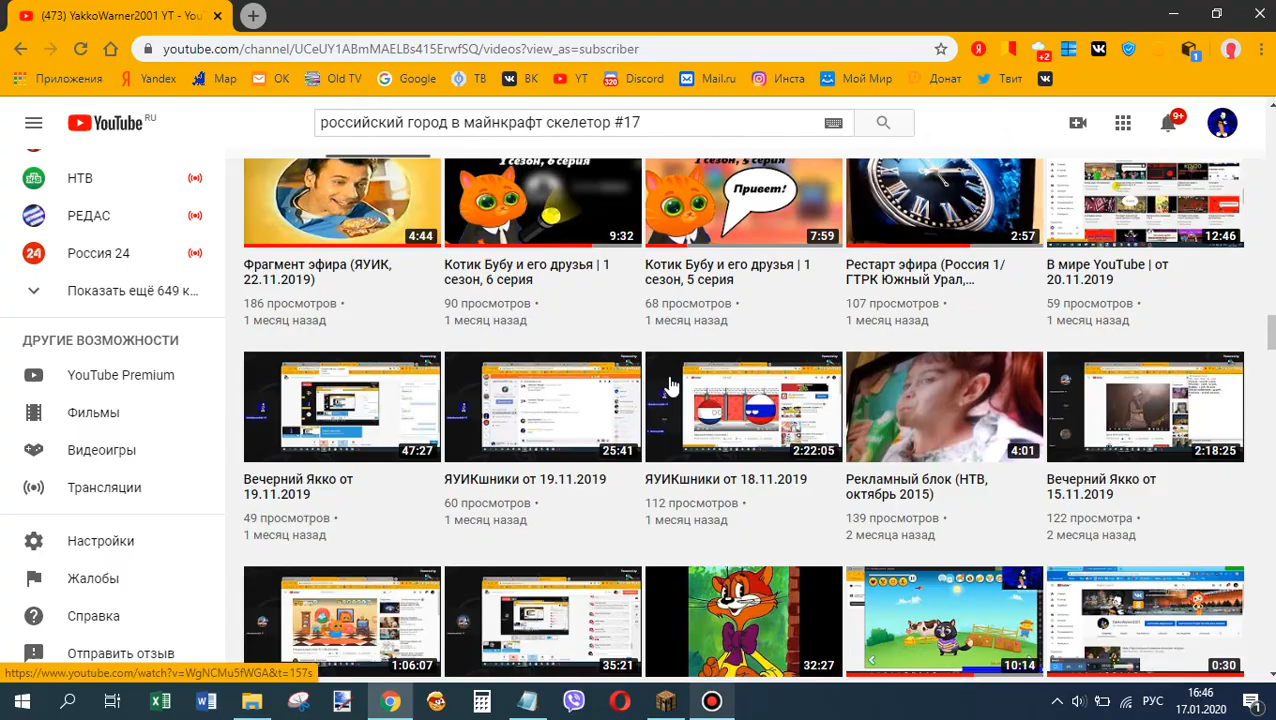 (473) YakkoWarner2001 YT - You
youtube.com/channel/UCeUY1ABmMAELBs415ErwfSQ/videos?view_as=subscriber
+2
1
Приложения
Yandex
Мар
ОК
Old TV
Google
ТВ
ВК
YT
320
Discord
Mail.ru
Инста
Мой Мир
Донат
Твит
YouTube RU
российский город в майнкрафт скелетор #17
9+
НТВ
РЕДАС
24
Россия 24
Показать ещё 649 к...
ДРУГИЕ ВОЗМОЖНОСТИ
YouTube Premium
Фильмы
Видеоигры
Трансляции
Настройки
Жалобы
Справка
Отправить отзыв
1 сезон, 6 серия
1 сезон, 5 серия
Привет!
4:04
9:32
7:59
2:57
12:46
Фрагмент эфира (ЯУИК,
22.11.2019)
186 просмотров •
1 месяц назад
Котик Бубу и его друзья | 1
сезон, 6 серия
90 просмотров •
1 месяц назад
Котик Бубу и его друзья | 1
сезон, 5 серия
68 просмотров •
1 месяц назад
Рестарт эфира (Россия 1/
ГТРК Южный Урал,...
107 просмотров •
1 месяц назад
В мире YouTube | от
20.11.2019
59 просмотров •
1 месяц назад
47:27
25:41
2:22:05
4:01
2:18:25
Вечерний Якко от
19.11.2019
49 просмотров •
1 месяц назад
ЯУИКшники от 19.11.2019
60 просмотров •
1 месяц назад
ЯУИКшники от 18.11.2019
112 просмотров •
1 месяц назад
Рекламный блок (НТВ,
октябрь 2015)
139 просмотров •
2 месяца назад
Вечерний Якко от
15.11.2019
122 просмотра •
2 месяца назад
1:06:07
35:21
32:27
10:14
0:30
https://www.youtube.com/watch?v=WgNCMu5fWGA&t=157s
РУС
16:46
17.01.2020
1